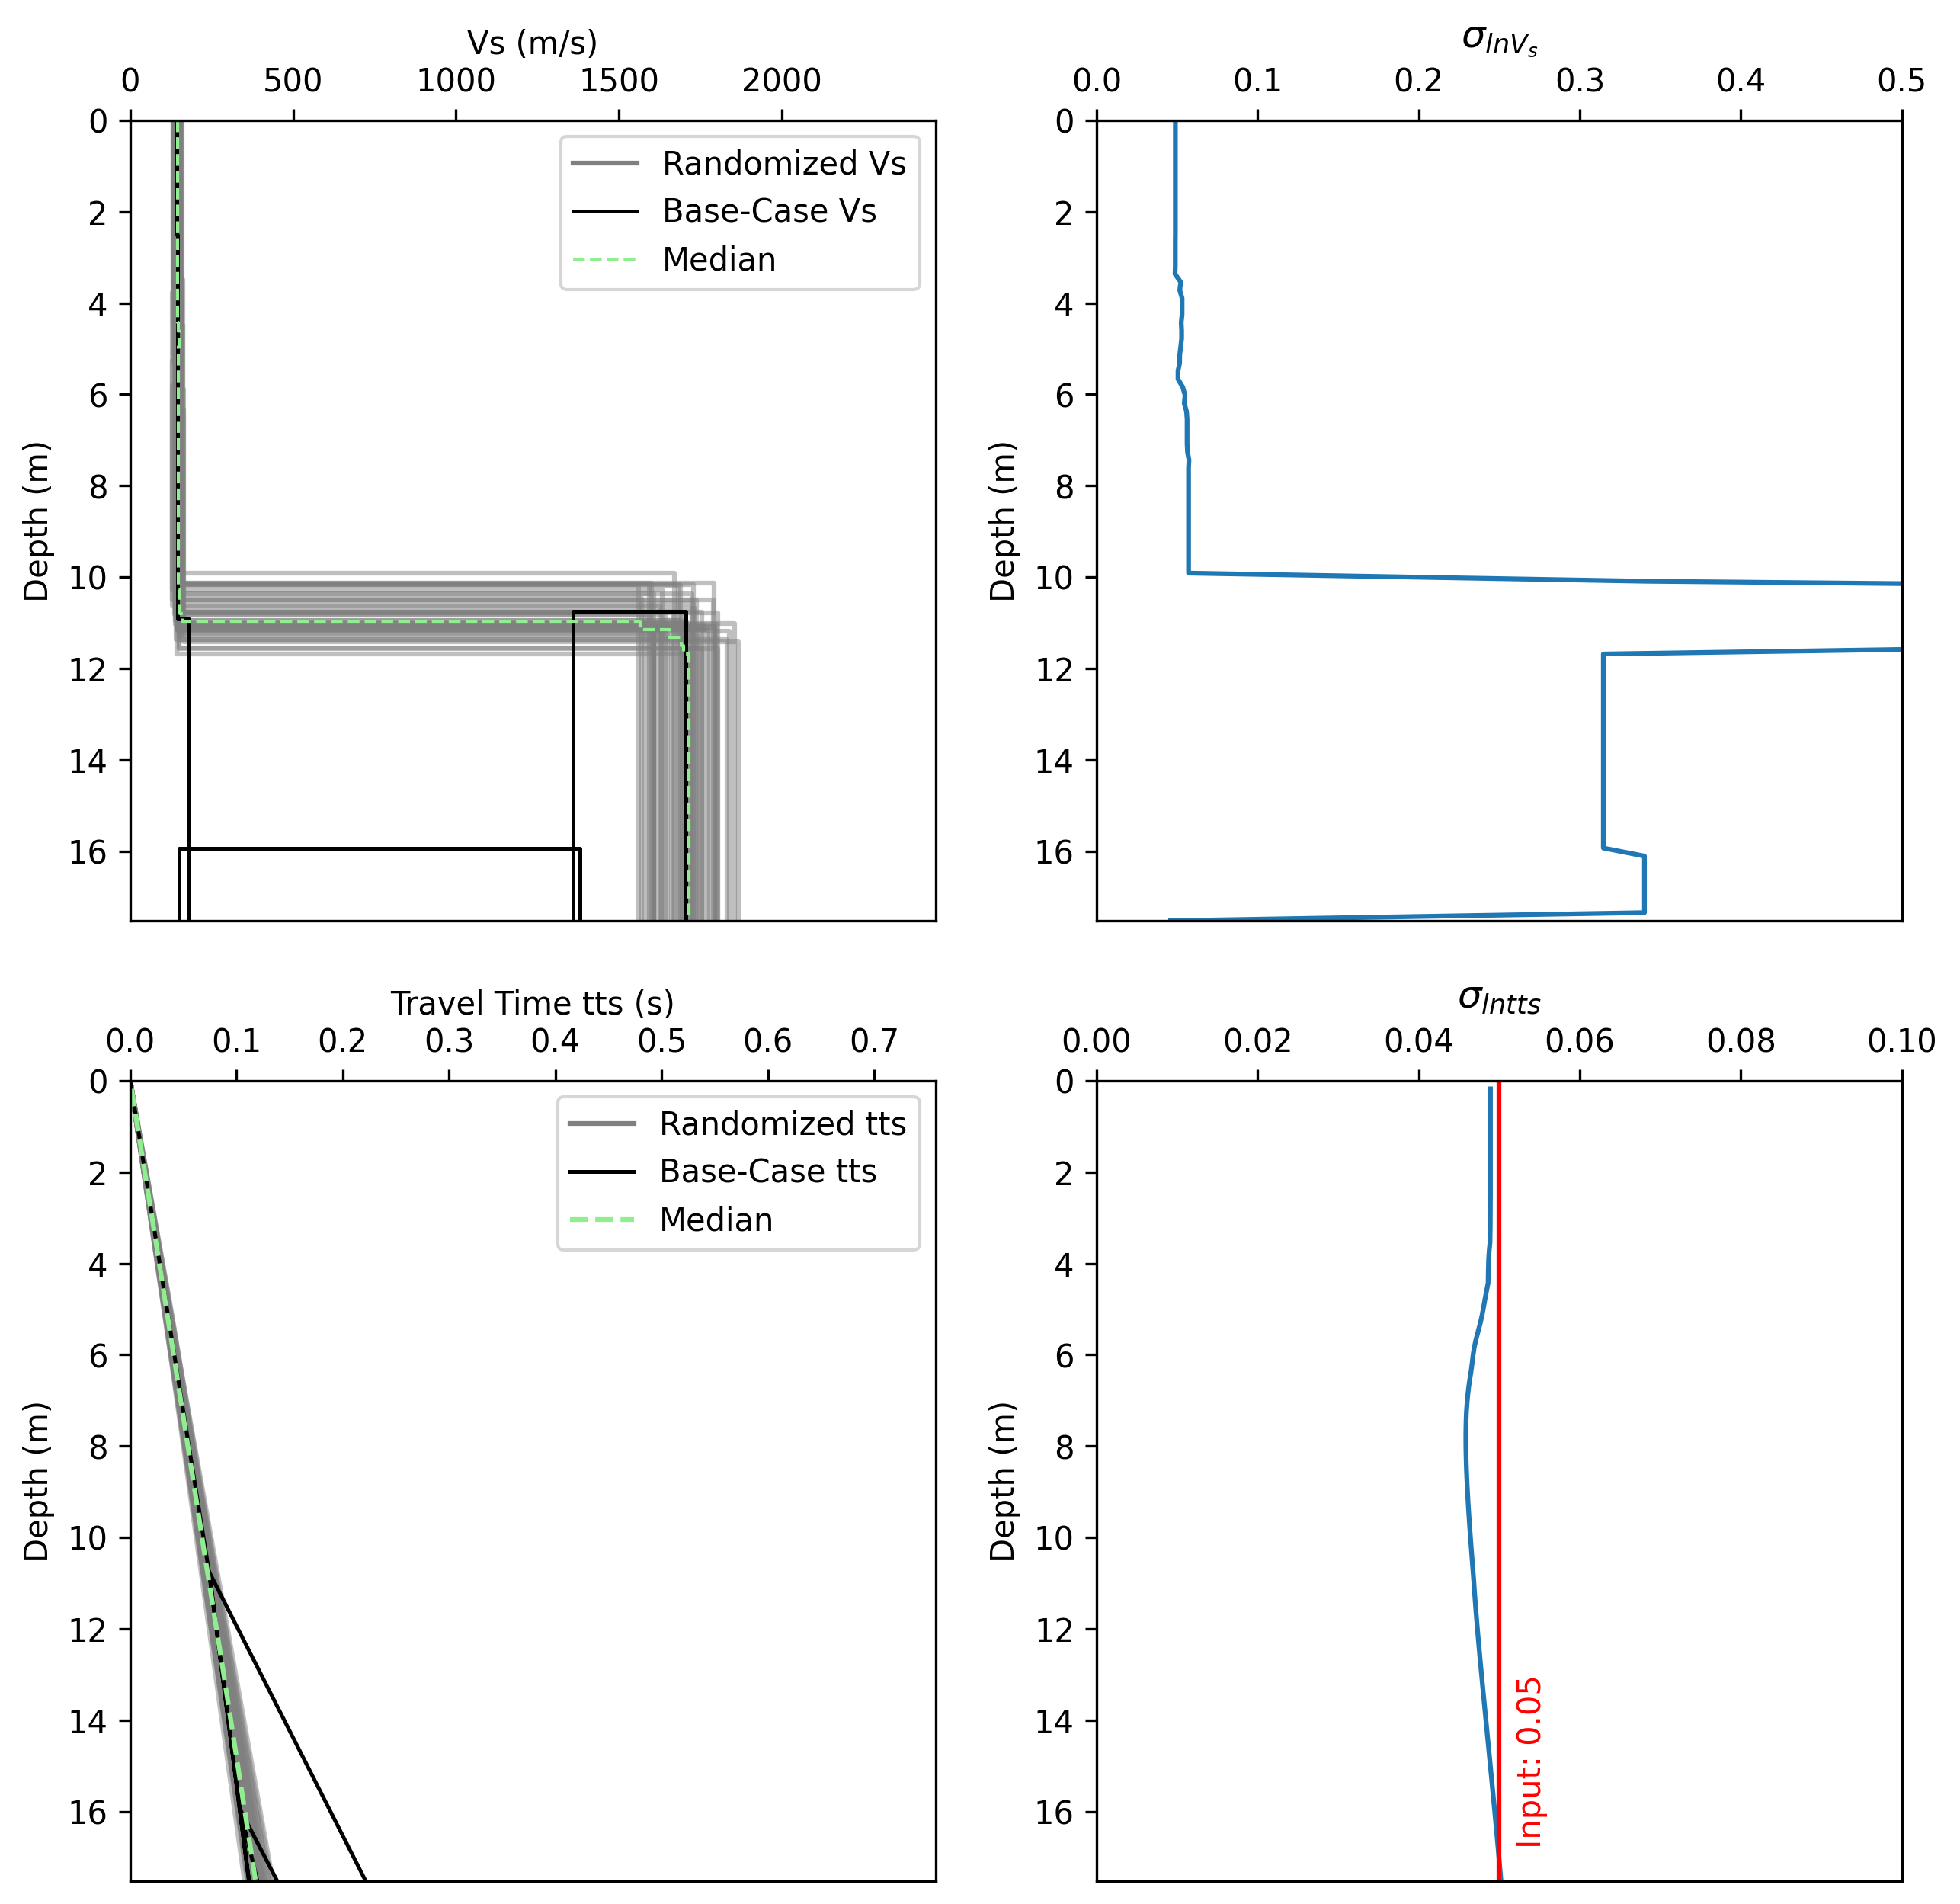 Vs (m/s)
0 500 1000 1500 2000
0
2
4
6
8
10
12
14
16
Depth (m)
Randomized Vs
Base-Case Vs
Median
σlnVs
0.0 0.1 0.2 0.3 0.4 0.5
0
2
4
6
8
10
12
14
16
Depth (m)
Travel Time tts (s)
0.0 0.1 0.2 0.3 0.4 0.5 0.6 0.7
0
2
4
6
8
10
12
14
16
Depth (m)
Randomized tts
Base-Case tts
Median
σlntts
0.00 0.02 0.04 0.06 0.08 0.10
0
2
4
6
8
10
12
14
16
Depth (m)
Input: 0.05